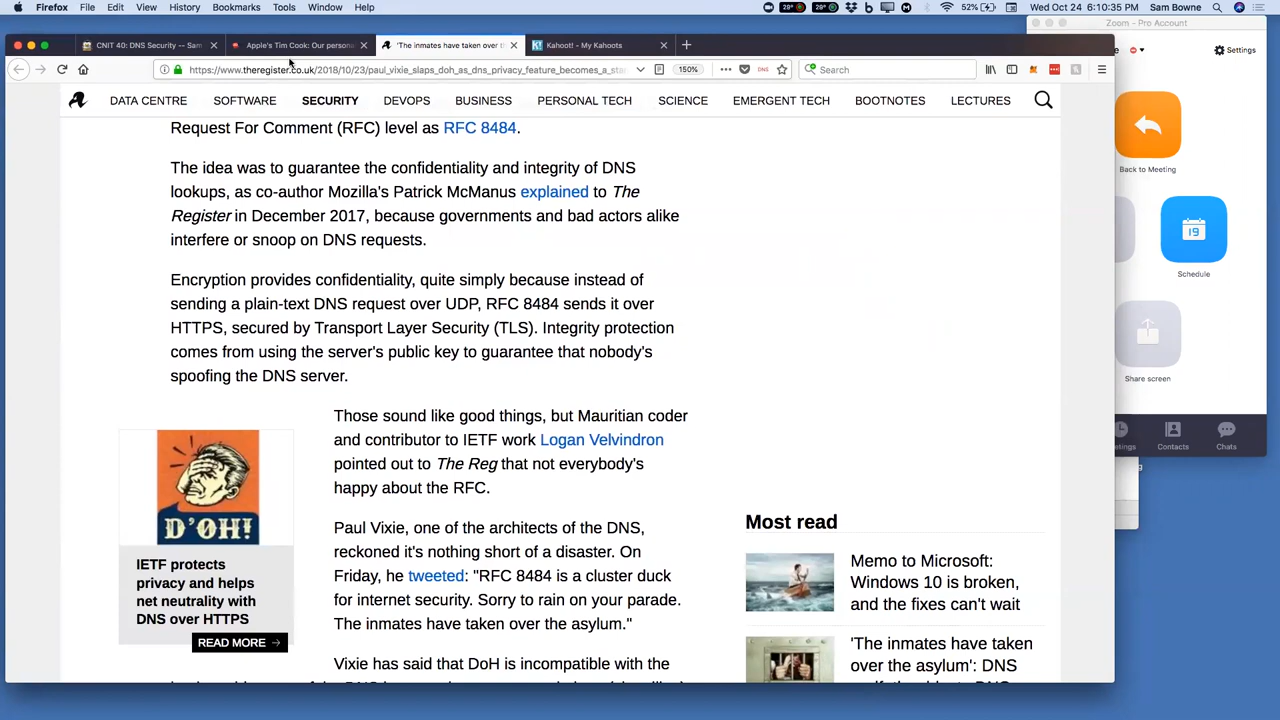 Firefox File Edit View History Bookmarks Tools Window Help
28° 28° 52% Wed Oct 24 6:10:35 PM Sam Bowne
Zoom - Pro Account
CNIT 40: DNS Security -- Sam
Apple's Tim Cook: Our persona
'The inmates have taken over th
K! Kahoot! - My Kahoots
https://www.theregister.co.uk/2018/10/23/paul_vixie_slaps_doh_as_dns_privacy_feature_becomes_a_sta
150%
DNS
Search
Settings
DATA CENTRE SOFTWARE SECURITY DEVOPS BUSINESS PERSONAL TECH SCIENCE EMERGENT TECH BOOTNOTES LECTURES
Request For Comment (RFC) level as RFC 8484.
The idea was to guarantee the confidentiality and integrity of DNS
lookups, as co-author Mozilla's Patrick McManus explained to The
Register in December 2017, because governments and bad actors alike
interfere or snoop on DNS requests.
Encryption provides confidentiality, quite simply because instead of
sending a plain-text DNS request over UDP, RFC 8484 sends it over
HTTPS, secured by Transport Layer Security (TLS). Integrity protection
comes from using the server's public key to guarantee that nobody's
spoofing the DNS server.
Those sound like good things, but Mauritian coder
and contributor to IETF work Logan Velvindron
pointed out to The Reg that not everybody's
happy about the RFC.
Paul Vixie, one of the architects of the DNS,
reckoned it's nothing short of a disaster. On
Friday, he tweeted: "RFC 8484 is a cluster duck
for internet security. Sorry to rain on your parade.
The inmates have taken over the asylum."
Vixie has said that DoH is incompatible with the
D'OH!
IETF protects
privacy and helps
net neutrality with
DNS over HTTPS
READ MORE →
Most read
Memo to Microsoft:
Windows 10 is broken,
and the fixes can't wait
'The inmates have taken
over the asylum': DNS
Back to Meeting
19
Schedule
Share screen
etings
Contacts
Chats